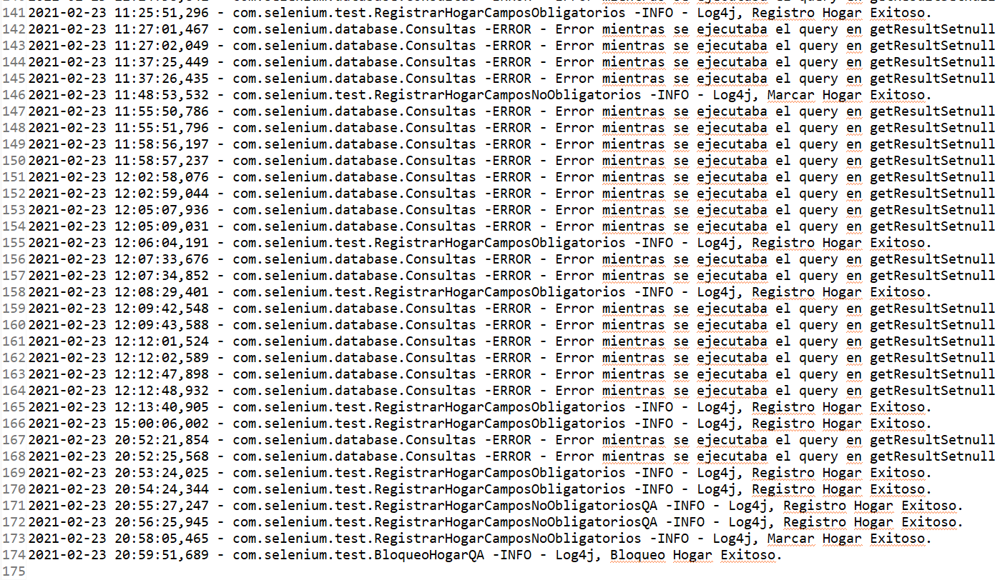 141 2021-02-23 11:25:51,296 - com.selenium.test.RegistrarHogarCamposObligatorios -INFO - Log4j, Registro Hogar Exitoso.
142 2021-02-23 11:27:01,467 - com.selenium.database.Consultas -ERROR - Error mientras se ejecutaba el query en getResultSetnull
143 2021-02-23 11:27:02,049 - com.selenium.database.Consultas -ERROR - Error mientras se ejecutaba el query en getResultSetnull
144 2021-02-23 11:37:25,449 - com.selenium.database.Consultas -ERROR - Error mientras se ejecutaba el query en getResultSetnull
145 2021-02-23 11:37:26,435 - com.selenium.database.Consultas -ERROR - Error mientras se ejecutaba el query en getResultSetnull
146 2021-02-23 11:48:53,532 - com.selenium.test.RegistrarHogarCamposNoObligatorios -INFO - Log4j, Marcar Hogar Exitoso.
147 2021-02-23 11:55:50,786 - com.selenium.database.Consultas -ERROR - Error mientras se ejecutaba el query en getResultSetnull
148 2021-02-23 11:55:51,796 - com.selenium.database.Consultas -ERROR - Error mientras se ejecutaba el query en getResultSetnull
149 2021-02-23 11:58:56,197 - com.selenium.database.Consultas -ERROR - Error mientras se ejecutaba el query en getResultSetnull
150 2021-02-23 11:58:57,237 - com.selenium.database.Consultas -ERROR - Error mientras se ejecutaba el query en getResultSetnull
151 2021-02-23 12:02:58,076 - com.selenium.database.Consultas -ERROR - Error mientras se ejecutaba el query en getResultSetnull
152 2021-02-23 12:02:59,044 - com.selenium.database.Consultas -ERROR - Error mientras se ejecutaba el query en getResultSetnull
153 2021-02-23 12:05:07,936 - com.selenium.database.Consultas -ERROR - Error mientras se ejecutaba el query en getResultSetnull
154 2021-02-23 12:05:09,031 - com.selenium.database.Consultas -ERROR - Error mientras se ejecutaba el query en getResultSetnull
155 2021-02-23 12:06:04,191 - com.selenium.test.RegistrarHogarCamposObligatorios -INFO - Log4j, Registro Hogar Exitoso.
156 2021-02-23 12:07:33,676 - com.selenium.database.Consultas -ERROR - Error mientras se ejecutaba el query en getResultSetnull
157 2021-02-23 12:07:34,852 - com.selenium.database.Consultas -ERROR - Error mientras se ejecutaba el query en getResultSetnull
158 2021-02-23 12:08:29,401 - com.selenium.test.RegistrarHogarCamposObligatorios -INFO - Log4j, Registro Hogar Exitoso.
159 2021-02-23 12:09:42,548 - com.selenium.database.Consultas -ERROR - Error mientras se ejecutaba el query en getResultSetnull
160 2021-02-23 12:09:43,588 - com.selenium.database.Consultas -ERROR - Error mientras se ejecutaba el query en getResultSetnull
161 2021-02-23 12:12:01,524 - com.selenium.database.Consultas -ERROR - Error mientras se ejecutaba el query en getResultSetnull
162 2021-02-23 12:12:02,589 - com.selenium.database.Consultas -ERROR - Error mientras se ejecutaba el query en getResultSetnull
163 2021-02-23 12:12:47,898 - com.selenium.database.Consultas -ERROR - Error mientras se ejecutaba el query en getResultSetnull
164 2021-02-23 12:12:48,932 - com.selenium.database.Consultas -ERROR - Error mientras se ejecutaba el query en getResultSetnull
165 2021-02-23 12:13:40,905 - com.selenium.test.RegistrarHogarCamposObligatorios -INFO - Log4j, Registro Hogar Exitoso.
166 2021-02-23 15:00:06,002 - com.selenium.test.RegistrarHogarCamposObligatorios -INFO - Log4j, Registro Hogar Exitoso.
167 2021-02-23 20:52:21,854 - com.selenium.database.Consultas -ERROR - Error mientras se ejecutaba el query en getResultSetnull
168 2021-02-23 20:52:25,568 - com.selenium.database.Consultas -ERROR - Error mientras se ejecutaba el query en getResultSetnull
169 2021-02-23 20:53:24,025 - com.selenium.test.RegistrarHogarCamposObligatorios -INFO - Log4j, Registro Hogar Exitoso.
170 2021-02-23 20:54:24,344 - com.selenium.test.RegistrarHogarCamposObligatorios -INFO - Log4j, Registro Hogar Exitoso.
171 2021-02-23 20:55:27,247 - com.selenium.test.RegistrarHogarCamposNoObligatoriosQA -INFO - Log4j, Registro Hogar Exitoso.
172 2021-02-23 20:56:25,945 - com.selenium.test.RegistrarHogarCamposNoObligatoriosQA -INFO - Log4j, Registro Hogar Exitoso.
173 2021-02-23 20:58:05,465 - com.selenium.test.RegistrarHogarCamposNoObligatorios -INFO - Log4j, Marcar Hogar Exitoso.
174 2021-02-23 20:59:51,689 - com.selenium.test.BloqueoHogarQA -INFO - Log4j, Bloqueo Hogar Exitoso.
175